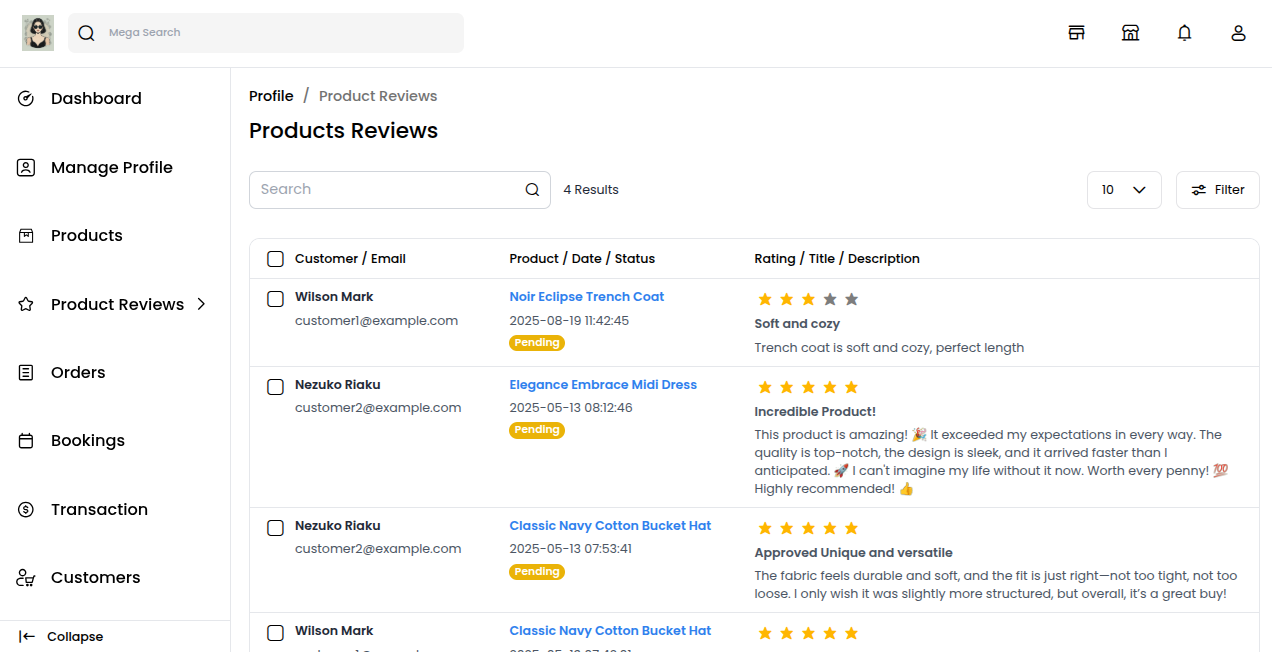 Mega Search
Dashboard
Manage Profile
Products
Product Reviews
Orders
Bookings
Transaction
Customers
Collapse
Profile / Product Reviews
Products Reviews
Search
4 Results
10
Filter
Customer / Email
Product / Date / Status
Rating / Title / Description
Wilson Mark
customer1@example.com
Noir Eclipse Trench Coat
2025-08-19 11:42:45
Pending
Soft and cozy
Trench coat is soft and cozy, perfect length
Nezuko Riaku
customer2@example.com
Elegance Embrace Midi Dress
2025-05-13 08:12:46
Pending
Incredible Product!
This product is amazing! 🎉 It exceeded my expectations in every way. The
quality is top-notch, the design is sleek, and it arrived faster than I
anticipated. 🚀 I can't imagine my life without it now. Worth every penny! 💯
Highly recommended! 👍
Nezuko Riaku
customer2@example.com
Classic Navy Cotton Bucket Hat
2025-05-13 07:53:41
Pending
Approved Unique and versatile
The fabric feels durable and soft, and the fit is just right—not too tight, not too
loose. I only wish it was slightly more structured, but overall, it’s a great buy!
Wilson Mark
Classic Navy Cotton Bucket Hat